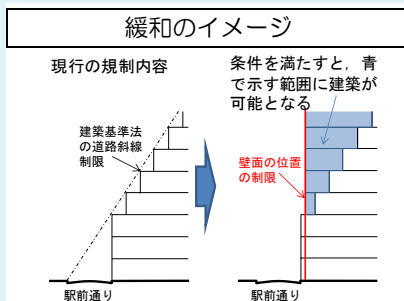 緩和のイメージ
現行の規制内容
建築基準法
の道路斜線
制限
駅前通り
条件を満たすと，青
で示す範囲に建築が
可能となる
壁面の位置
の制限
駅前通り